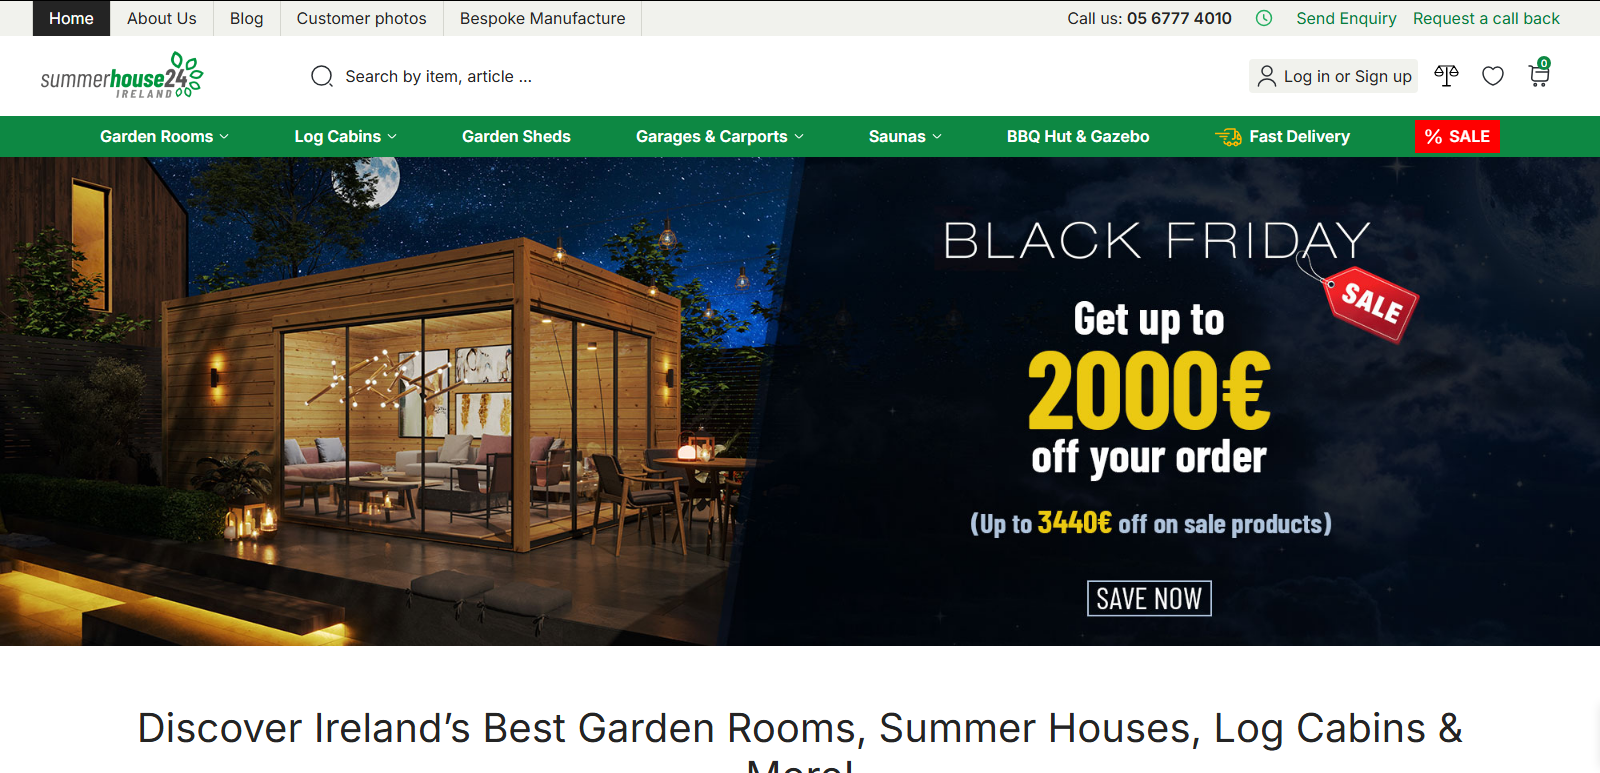 Home
About Us
Blog
Customer photos
Bespoke Manufacture
Call us: 05 6777 4010
Send Enquiry
Request a call back
summerhouse24
IRELAND
Search by item, article ...
Log in or Sign up
0
Garden Rooms
Log Cabins
Garden Sheds
Garages & Carports
Saunas
BBQ Hut & Gazebo
Fast Delivery
% SALE
BLACK FRIDAY
SALE
Get up to
2000€
off your order
(Up to 3440€ off on sale products)
SAVE NOW
Discover Ireland’s Best Garden Rooms, Summer Houses, Log Cabins &
More!